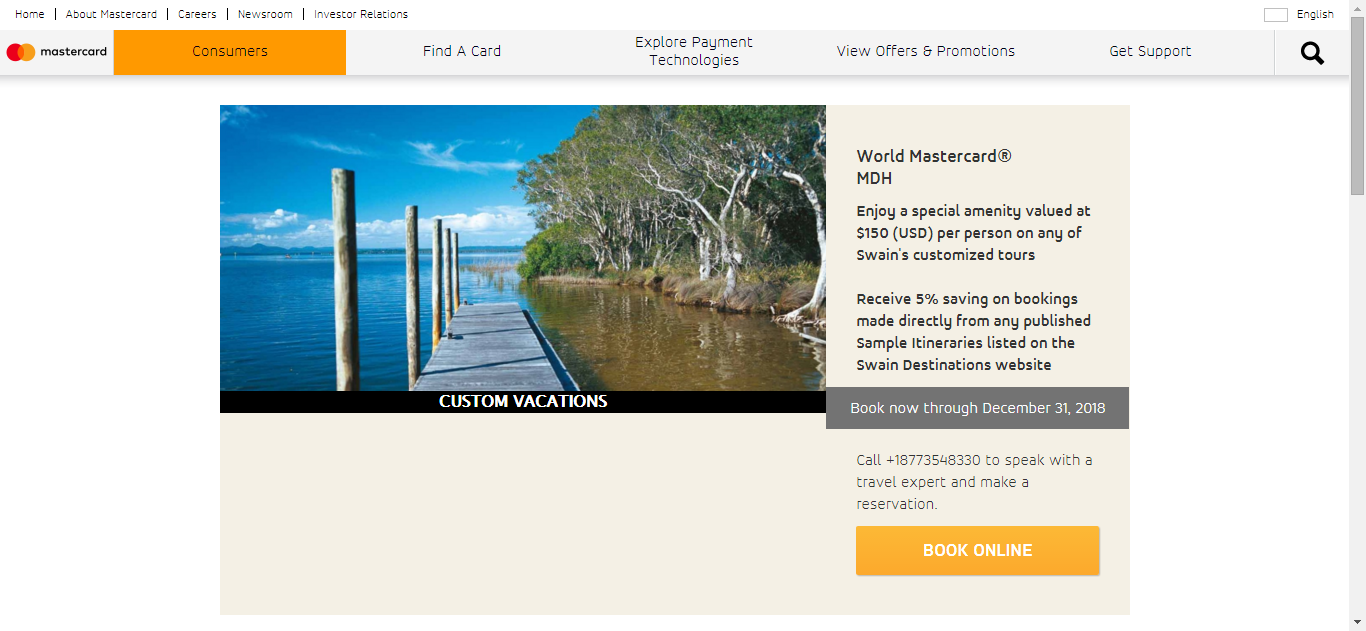 Home
About Mastercard
Careers
Newsroom
Investor Relations
English
mastercard
Consumers
Find A Card
Explore Payment
Technologies
View Offers & Promotions
Get Support
World Mastercard®
MDH
Enjoy a special amenity valued at
$150 (USD) per person on any of
Swain's customized tours
Receive 5% saving on bookings
made directly from any published
Sample Itineraries listed on the
Swain Destinations website
CUSTOM VACATIONS
Book now through December 31, 2018
Call +18773548330 to speak with a
travel expert and make a
reservation.
BOOK ONLINE